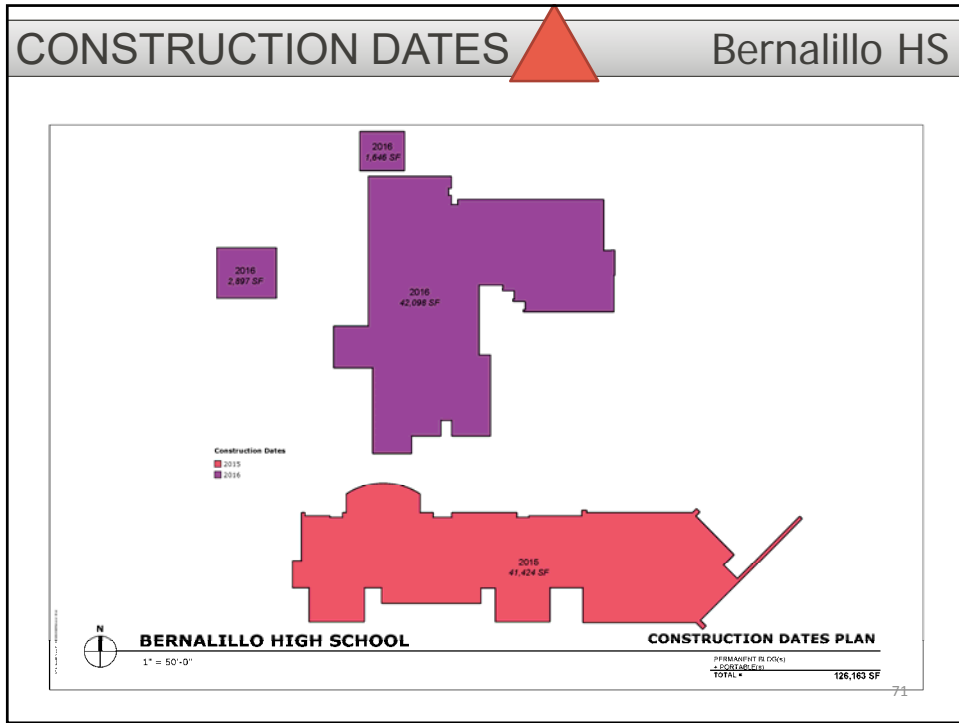 CONSTRUCTION DATES Bernalillo HS
2016
1,646 SF
2016
2,897 SF
2016
42,096 SF
Construction Dates
2015
2016
2015
41,424 SF
N
BERNALILLO HIGH SCHOOL
1" = 50'-0"
CONSTRUCTION DATES PLAN
PERMANENT BLDG(s)
+ PORTABLE(s)
TOTAL = 126,163 SF
71